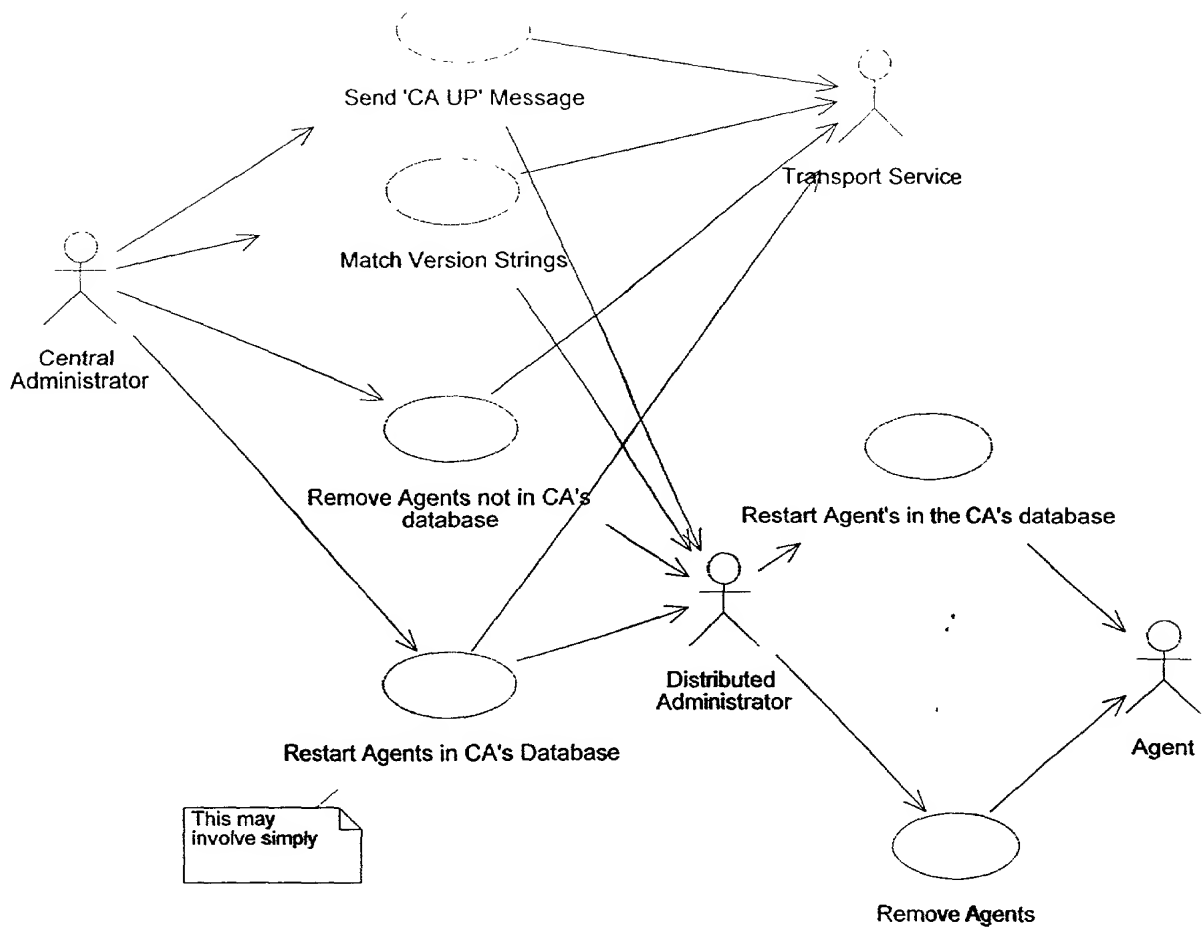 Send 'CA UP' Message
Transport Service
Match Version Strings
Central
Administrator
Remove Agents not in CA's
database
Restart Agent's in the CA's database
Distributed
Administrator
Agent
Restart Agents in CA's Database
This may
involve simply
Remove Agents